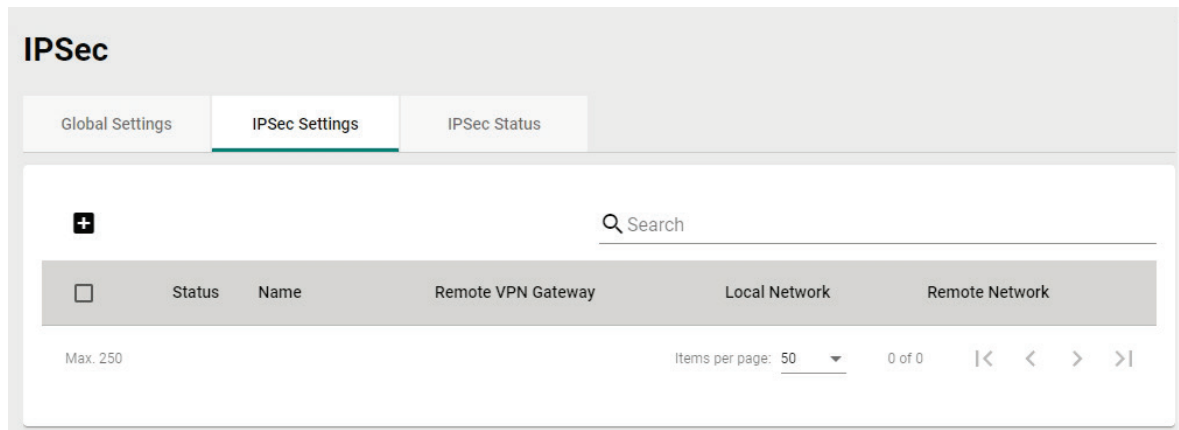 IPSec
Global Settings IPSec Settings IPSec Status
Search
Status Name Remote VPN Gateway Local Network Remote Network
Max. 250 Items per page: 50 0 of 0